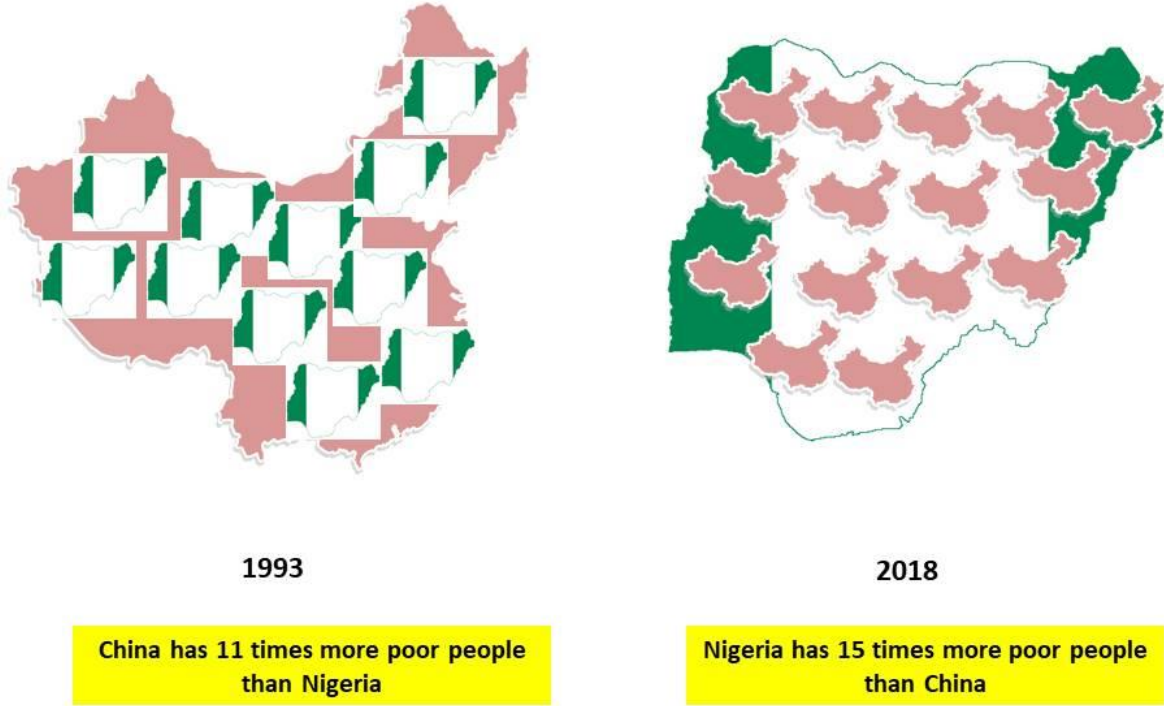 1993
2018
China has 11 times more poor people
than Nigeria
Nigeria has 15 times more poor people
than China